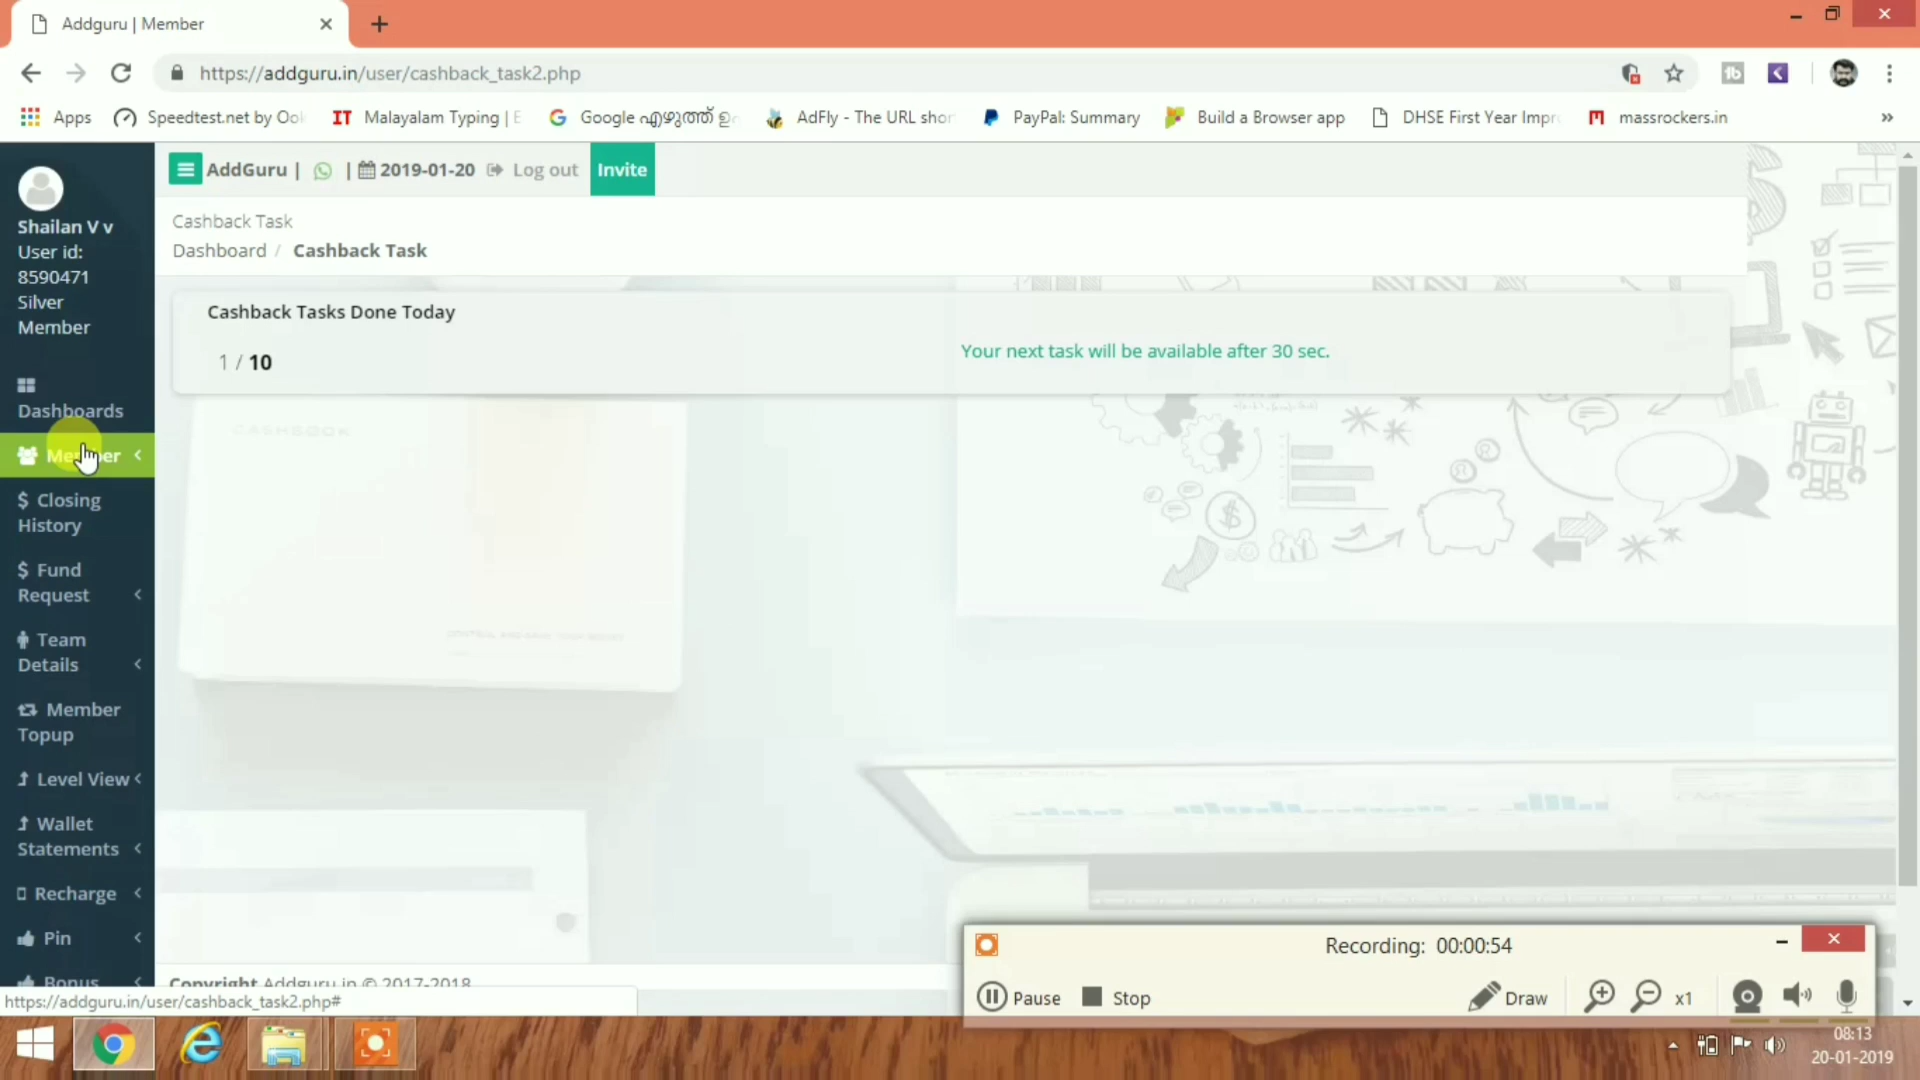 Addguru | Member
https://addguru.in/user/cashback_task2.php
Apps
Speedtest.net by Ook
IT Malayalam Typing | E
Google എഴുത്ത് ഉ
AdFly - The URL shor
PayPal: Summary
Build a Browser app
DHSE First Year Impr
massrockers.in
»
AddGuru | | 2019-01-20 Log out Invite
Shailan V v
User id:
8590471
Silver
Member
Cashback Task
Dashboard / Cashback Task
Cashback Tasks Done Today
1 / 10
Your next task will be available after 30 sec.
Dashboards
Member
$ Closing
History
$ Fund
Request
Team
Details
Member
Topup
Level View
Wallet
Statements
Recharge
Pin
Bonus
CASHBOOK
Copyright Addguru.in © 2017-2018
https://addguru.in/user/cashback_task2.php#
Recording: 00:00:54
Pause Stop Draw x1
08:13
20-01-2019